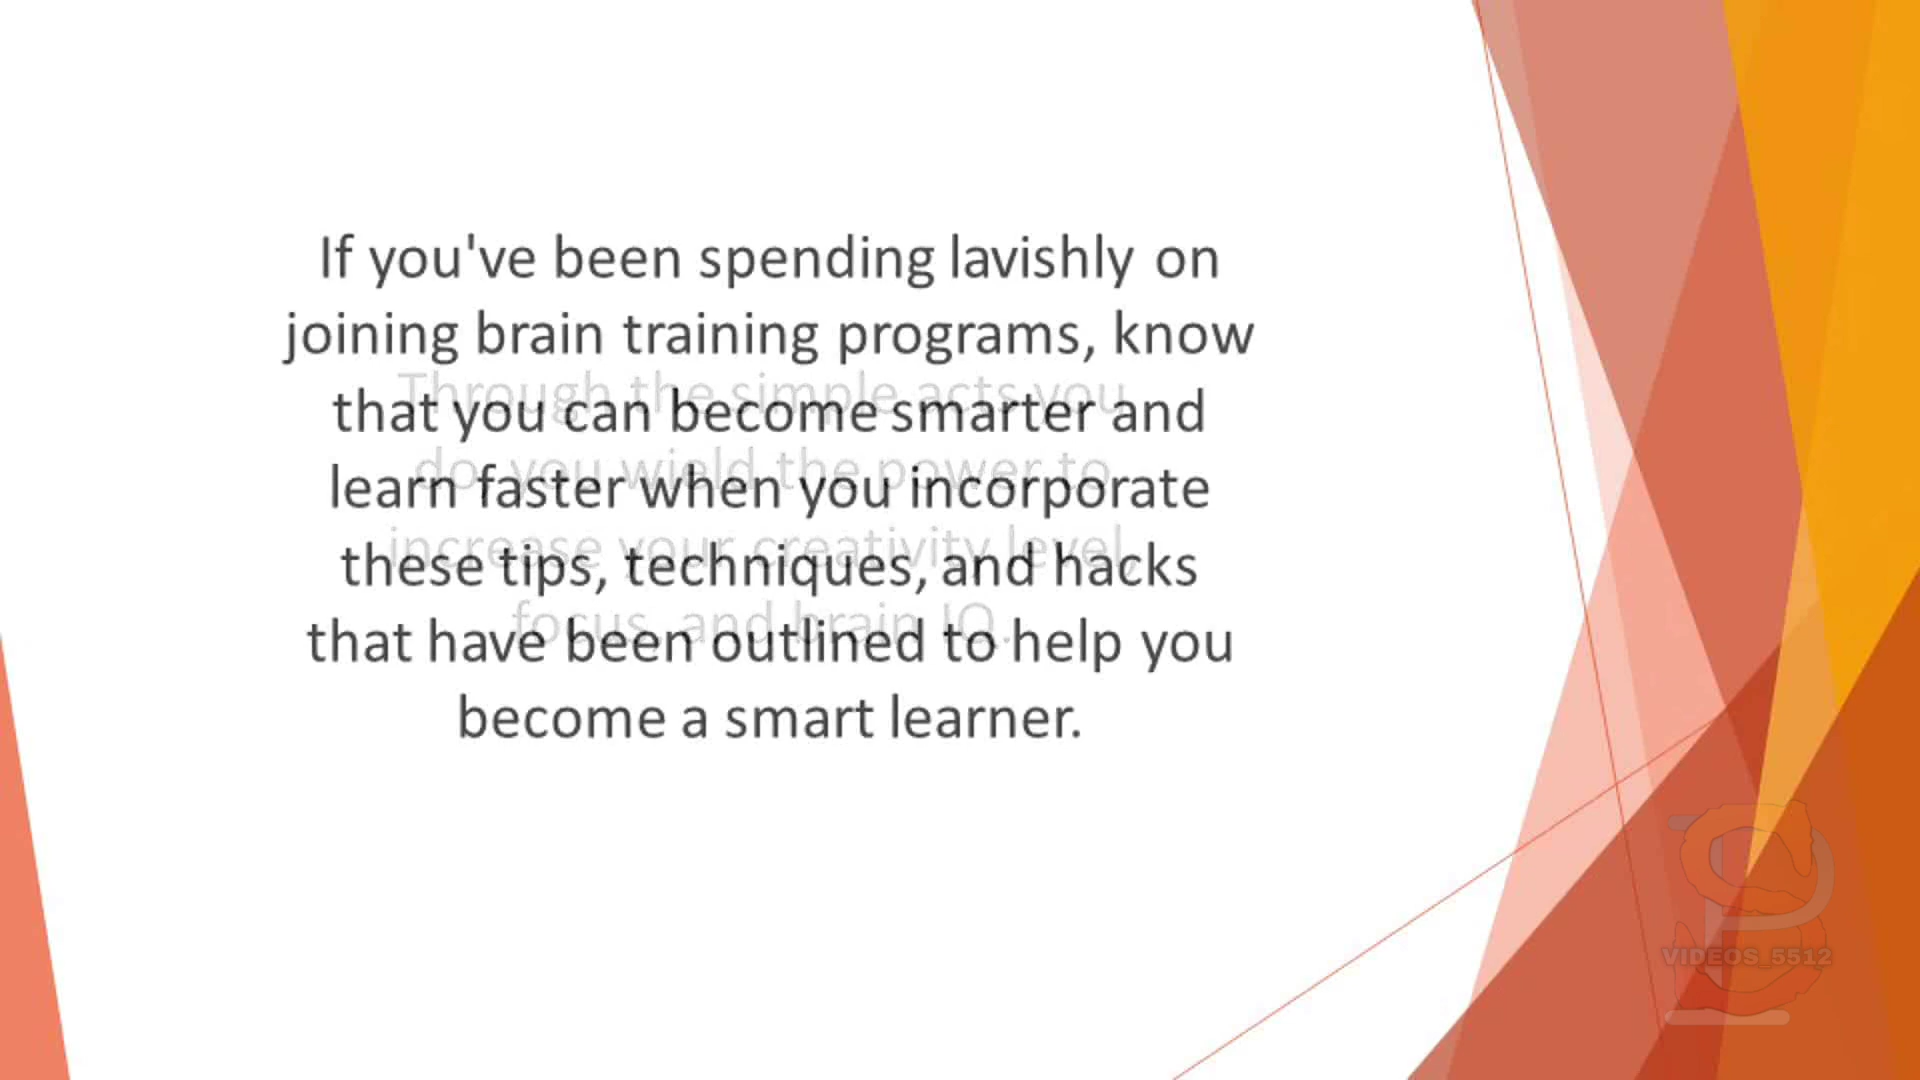 If you've been spending lavishly on
joining brain training programs, know
that you can become smarter and
learn faster when you incorporate
these tips, techniques, and hacks
that have been outlined to help you
become a smart learner.
Through the simple acts you
do, you wield the power to
increase your creativity level,
focus, and brain IQ.
VIDEOS_5512